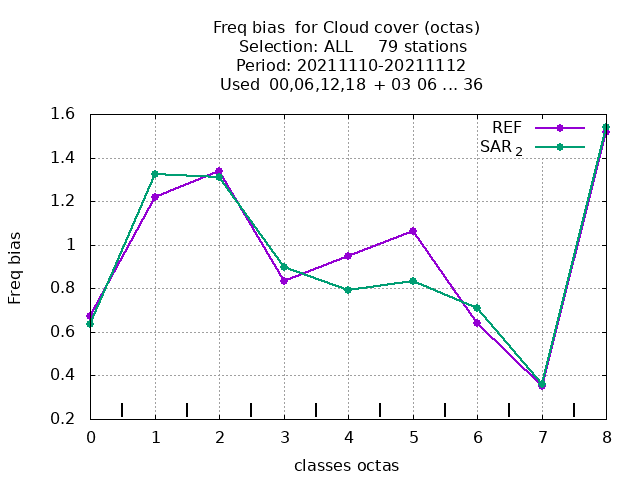 Freq bias  for Cloud cover (octas)
Selection: ALL     79 stations
Period: 20211110-20211112
Used  00,06,12,18  + 03 06 ... 36
REF
SAR 2
1.6
1.4
1.2
1
0.8
0.6
0.4
0.2
Freq bias
0 1 2 3 4 5 6 7 8
classes octas